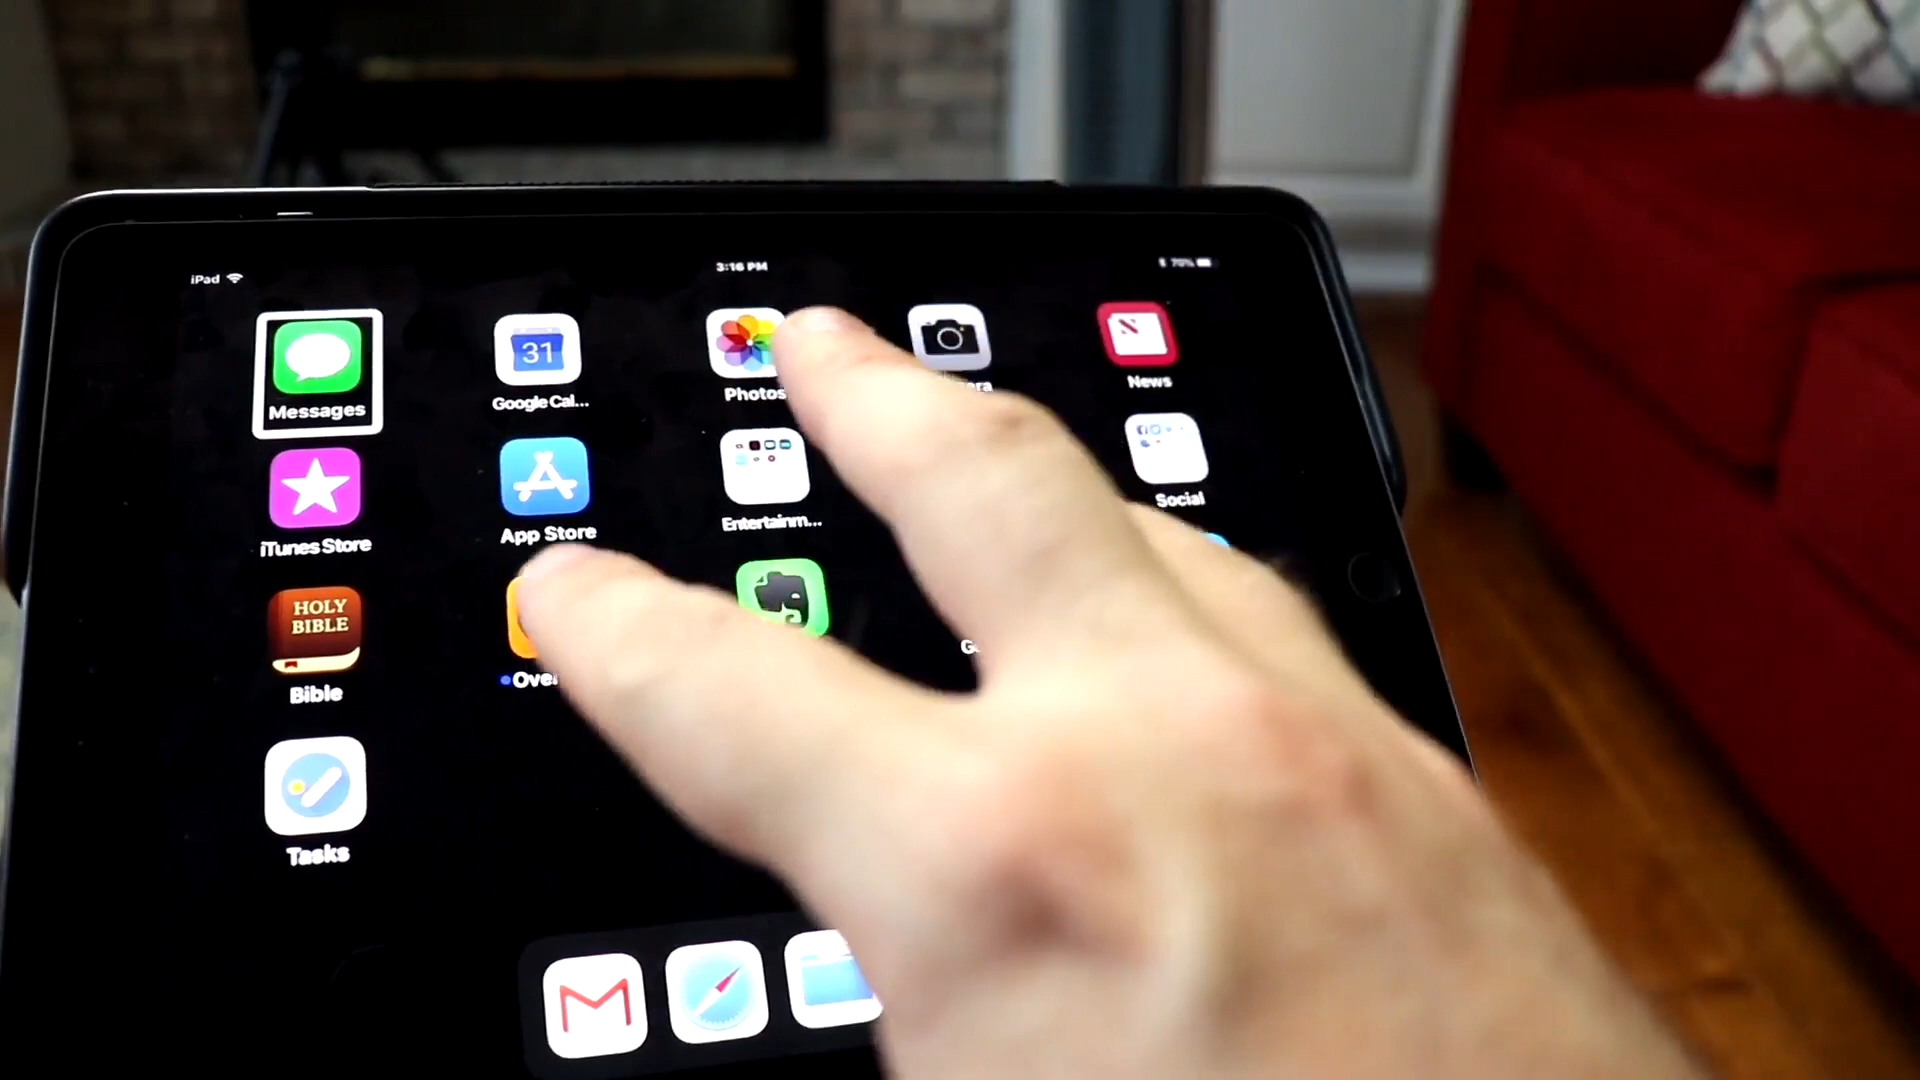 iPad 3:16 PM 70%
Messages 31 Google Cal... Photos News
iTunes Store App Store Entertainm... Social
HOLY
BIBLE
Bible
Tasks